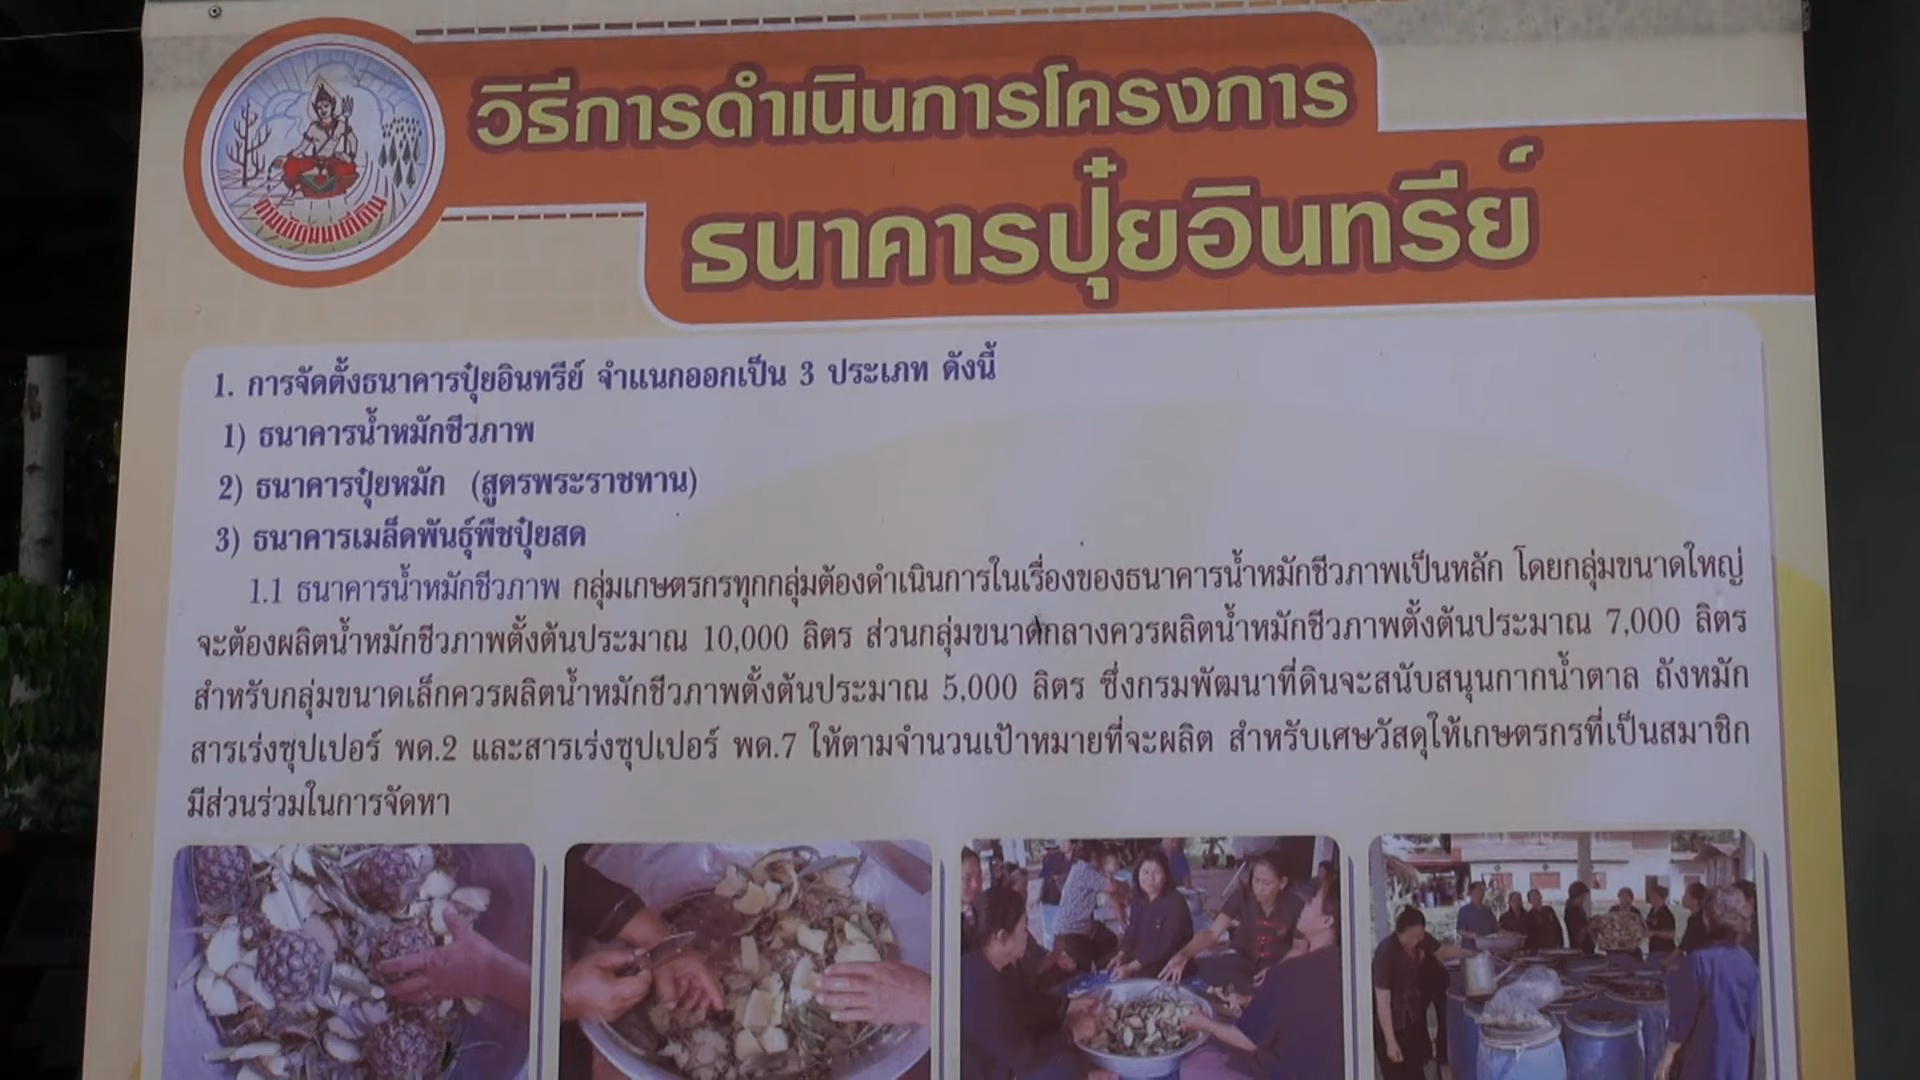 กรมพัฒนาที่ดิน
วิธีการดำเนินการโครงการ
ธนาคารปุ๋ยอินทรีย์
1. การจัดตั้งธนาคารปุ๋ยอินทรีย์ จำแนกออกเป็น 3 ประเภท ดังนี้
1) ธนาคารน้ำหมักชีวภาพ
2) ธนาคารปุ๋ยหมัก (สูตรพระราชทาน)
3) ธนาคารเมล็ดพันธุ์พืชปุ๋ยสด
1.1 ธนาคารน้ำหมักชีวภาพ กลุ่มเกษตรกรทุกกลุ่มต้องดำเนินการในเรื่องของธนาคารน้ำหมักชีวภาพเป็นหลัก โดยกลุ่มขนาดใหญ่
จะต้องผลิตน้ำหมักชีวภาพตั้งต้นประมาณ 10,000 ลิตร ส่วนกลุ่มขนาดกลางควรผลิตน้ำหมักชีวภาพตั้งต้นประมาณ 7,000 ลิตร
สำหรับกลุ่มขนาดเล็กควรผลิตน้ำหมักชีวภาพตั้งต้นประมาณ 5,000 ลิตร ซึ่งกรมพัฒนาที่ดินจะสนับสนุนกากน้ำตาล ถังหมัก
สารเร่งซุปเปอร์ พด.2 และสารเร่งซุปเปอร์ พด.7 ให้ตามจำนวนเป้าหมายที่จะผลิต สำหรับเศษวัสดุให้เกษตรกรที่เป็นสมาชิก
มีส่วนร่วมในการจัดหา